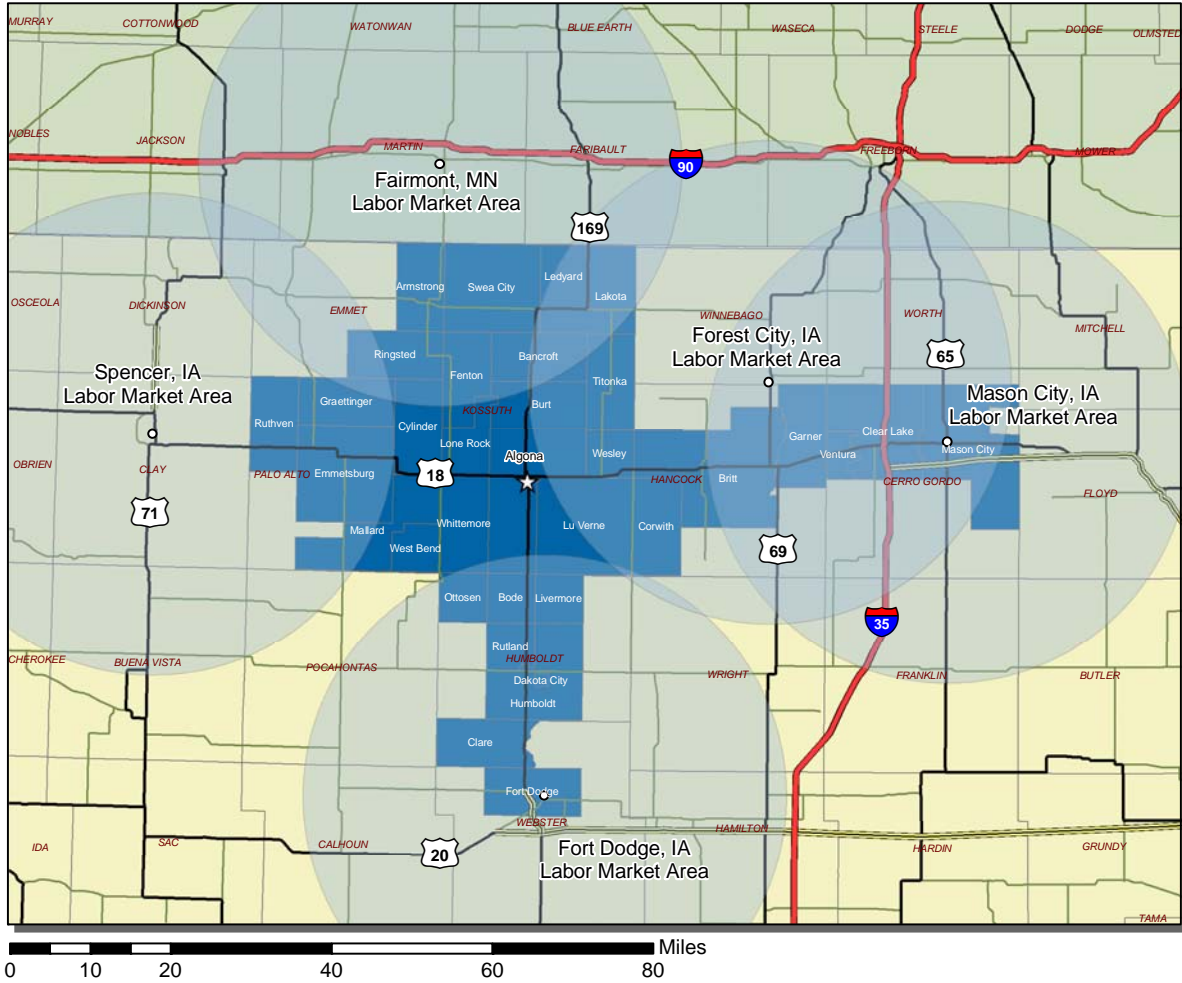 MURRAY
COTTONWOOD
WATONWAN
BLUE EARTH
WASECA
STEELE
DODGE
OLMSTED
NOBLES
JACKSON
MARTIN
FARIBAULT
FREEBORN
MOWER
90
Fairmont, MN
Labor Market Area
169
Armstrong
Swea City
Ledyard
Lakota
OSCEOLA
DICKINSON
EMMET
WINNEBAGO
WORTH
MITCHELL
Forest City, IA
Labor Market Area
65
Ringsted
Bancroft
Fenton
Titonka
Spencer, IA
Labor Market Area
Mason City, IA
Labor Market Area
Graettinger
KOSSUTH
Burt
Ruthven
Cylinder
Lone Rock
Algona
Wesley
Garner
Clear Lake
Ventura
Mason City
OBRIEN
CLAY
PALO ALTO
Emmetsburg
18
HANCOCK
Britt
CERRO GORDO
FLOYD
71
Mallard
Whittemore
Lu Verne
Corwith
West Bend
69
Ottosen
Bode
Livermore
35
Rutland
HUMBOLDT
CHEROKEE
BUENA VISTA
POCAHONTAS
Dakota City
WRIGHT
FRANKLIN
BUTLER
Humboldt
Clare
Fort Dodge
WEBSTER
HAMILTON
IDA
SAC
CALHOUN
20
Fort Dodge, IA
Labor Market Area
HARDIN
GRUNDY
TAMA
Miles
0 10 20 40 60 80